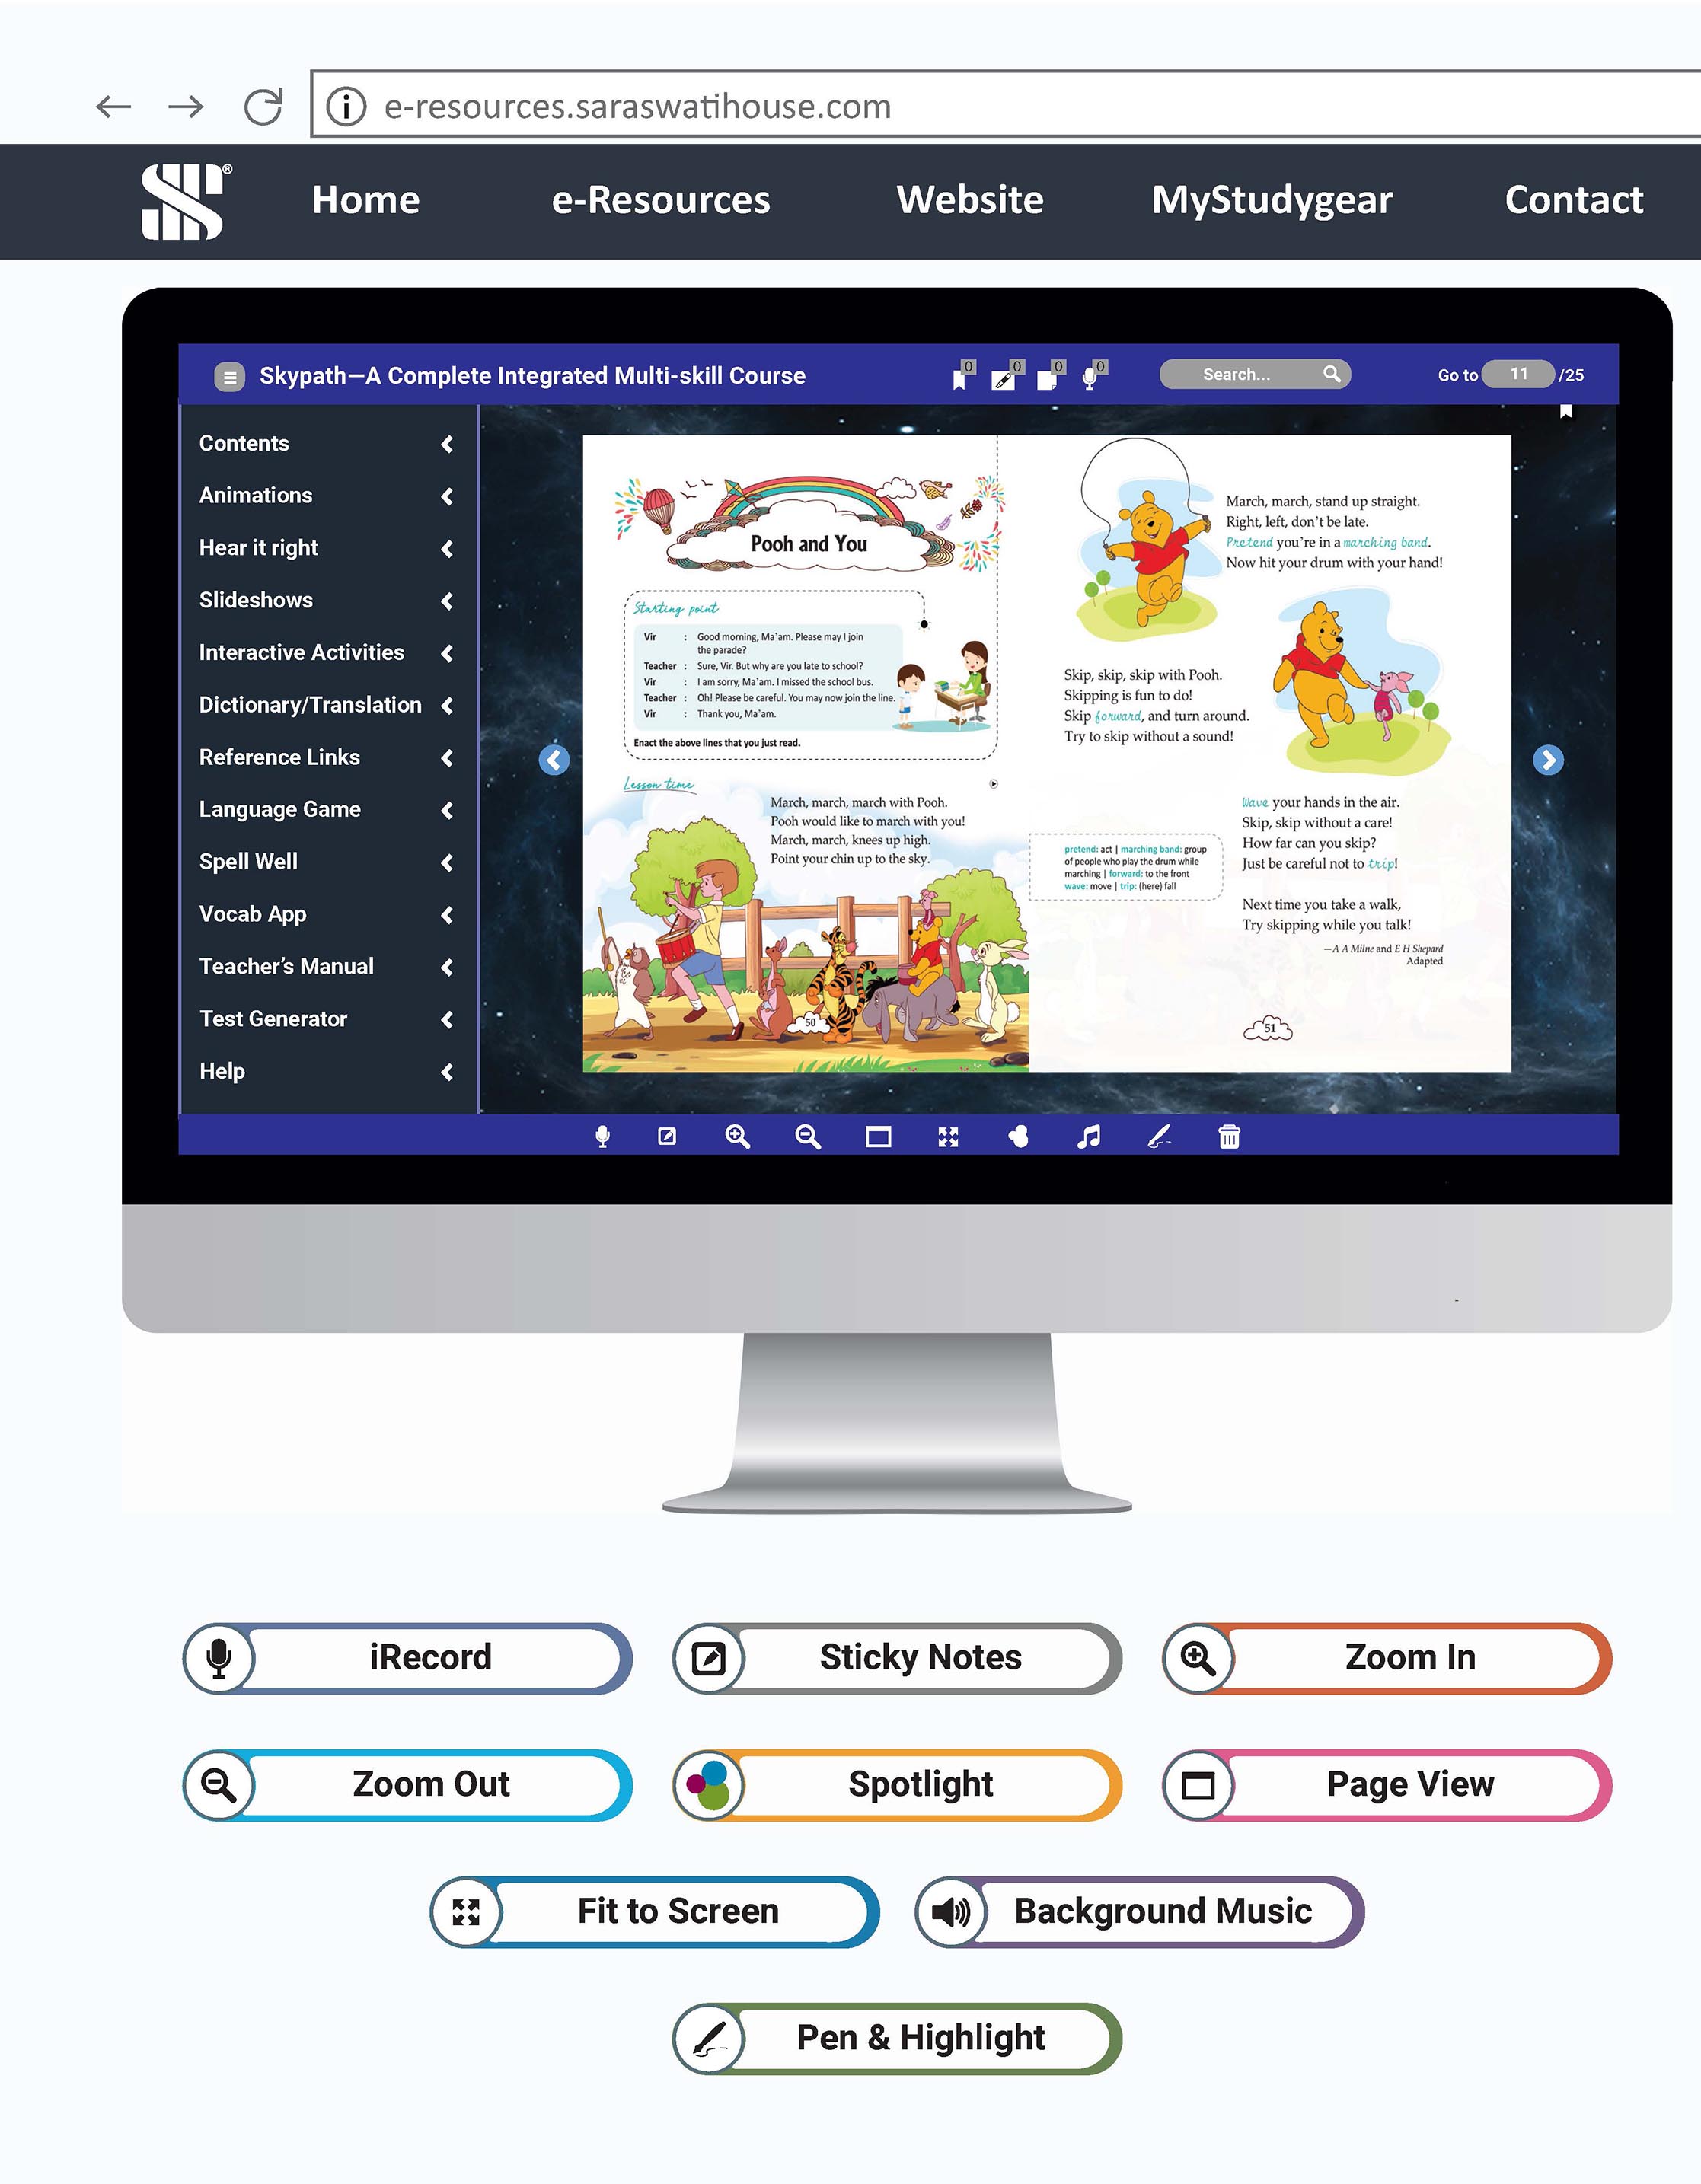 e-resources.saraswatihouse.com
®
Home e-Resources Website MyStudygear Contact
Skypath—A Complete Integrated Multi-skill Course 0 0 0 0 Search... Go to 11 /25
Contents
Animations
Hear it right
Slideshows
Interactive Activities
Dictionary/Translation
Reference Links
Language Game
Spell Well
Vocab App
Teacher's Manual
Test Generator
Help
Pooh and You
Starting point
Vir : Good morning, Ma'am. Please may I join
the parade?
Teacher : Sure, Vir. But why are you late to school?
Vir : I am sorry, Ma'am. I missed the school bus.
Teacher : Oh! Please be careful. You may now join the line.
Vir : Thank you, Ma'am.
Enact the above lines that you just read.
Lesson time
March, march, march with Pooh.
Pooh would like to march with you!
March, march, knees up high.
Point your chin up to the sky.
50
March, march, stand up straight.
Right, left, don't be late.
Pretend you're in a marching band.
Now hit your drum with your hand!
Skip, skip, skip with Pooh.
Skipping is fun to do!
Skip forward, and turn around.
Try to skip without a sound!
Wave your hands in the air.
Skip, skip without a care!
How far can you skip?
Just be careful not to trip!
Next time you take a walk,
Try skipping while you talk!
—A A Milne and E H Shepard
Adapted
pretend: act | marching band: group
of people who play the drum while
marching | forward: to the front
wave: move | trip: (here) fall
51
iRecord
Sticky Notes
Zoom In
Zoom Out
Spotlight
Page View
Fit to Screen
Background Music
Pen & Highlight